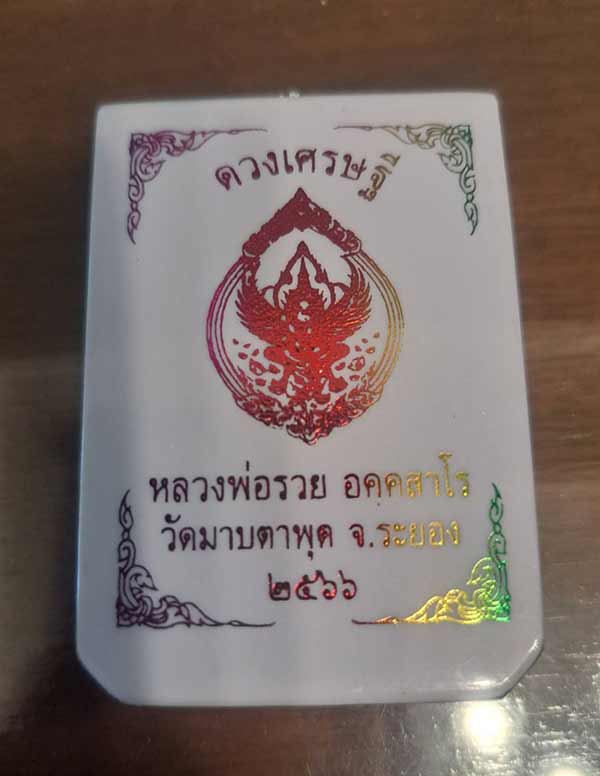 ดวงเศรษฐี
หลวงพ่อรวย อคคสาโร
วัดมาบตาพุด จ.ระยอง
๒๕๖๖